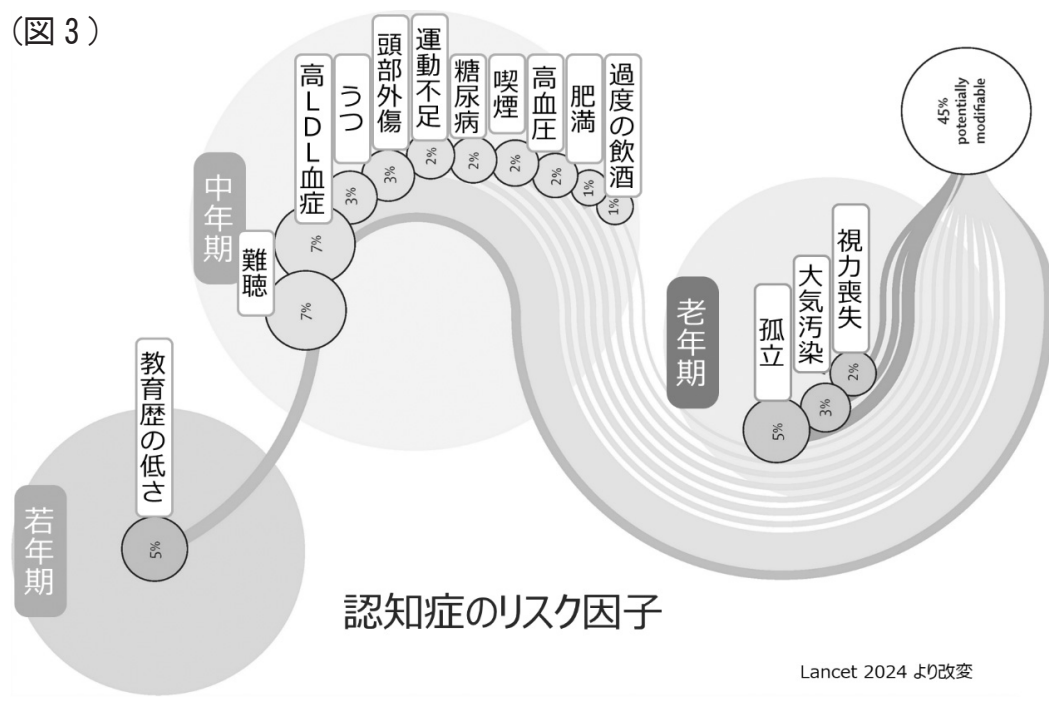 (図3)
若年期
教育歴の低さ
5%
中年期
難聴
7%
高LDL血症
7%
うつ
3%
頭部外傷
3%
運動不足
2%
糖尿病
2%
喫煙
2%
高血圧
2%
肥満
1%
過度の飲酒
1%
老年期
孤立
5%
大気汚染
3%
視力喪失
2%
45%
potentially
modifiable
認知症のリスク因子
Lancet 2024 より改変